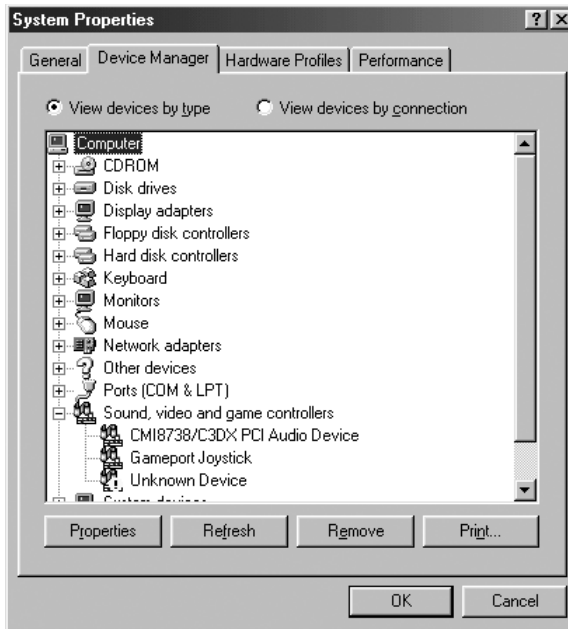 System Properties
General Device Manager Hardware Profiles Performance
View devices by type View devices by connection
Computer
CDROM
Disk drives
Display adapters
Floppy disk controllers
Hard disk controllers
Keyboard
Monitors
Mouse
Network adapters
Other devices
Ports (COM & LPT)
Sound, video and game controllers
CMI8738/C3DX PCI Audio Device
Gameport Joystick
Unknown Device
System devices
Properties Refresh Remove Print...
OK Cancel